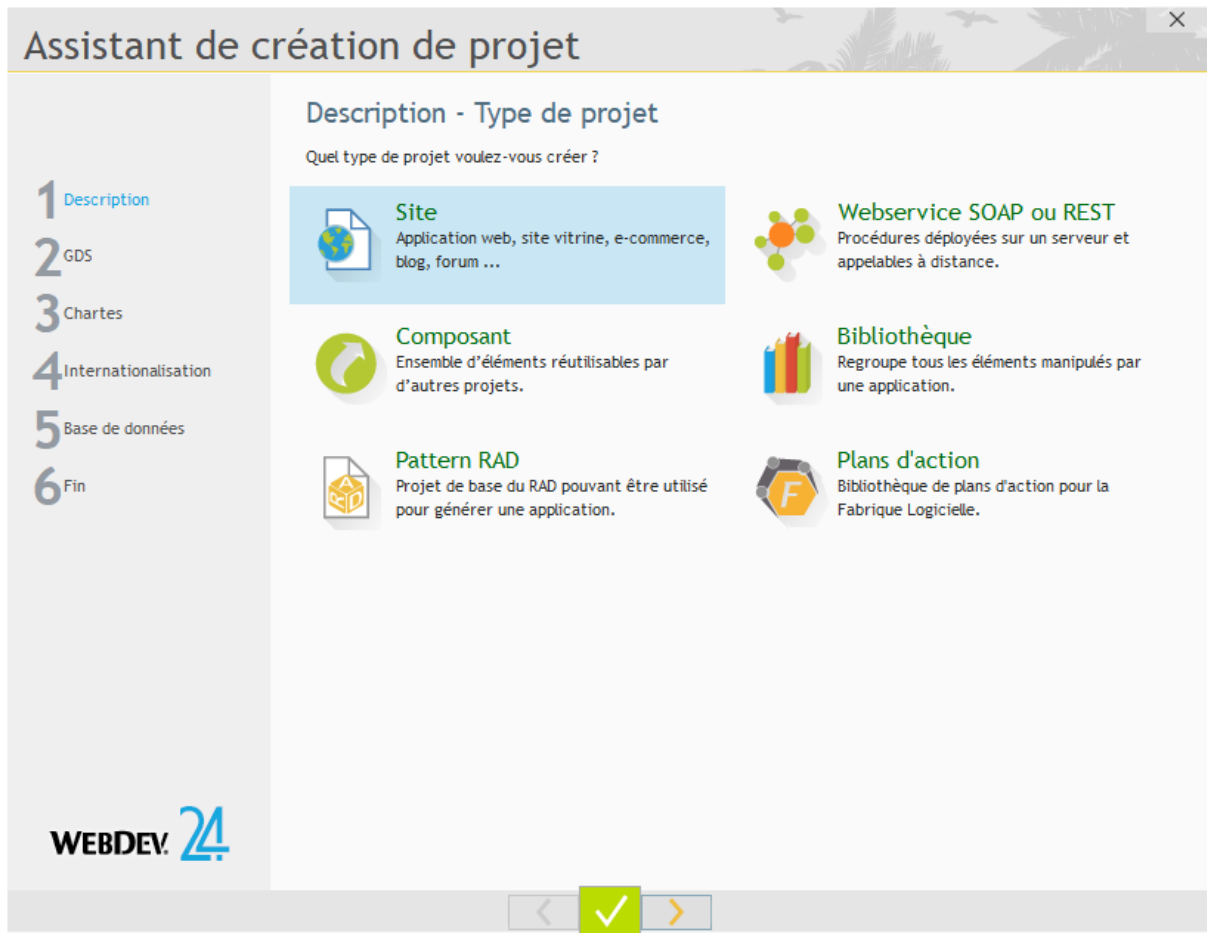 Assistant de création de projet
Description - Type de projet
Quel type de projet voulez-vous créer ?
1 Description
2 GDS
3 Chartes
4 Internationalisation
5 Base de données
6 Fin
Site
Application web, site vitrine, e-commerce,
blog, forum ...
Webservice SOAP ou REST
Procédures déployées sur un serveur et
appelables à distance.
Composant
Ensemble d'éléments réutilisables par
d'autres projets.
Bibliothèque
Regroupe tous les éléments manipulés par
une application.
Pattern RAD
Projet de base du RAD pouvant être utilisé
pour générer une application.
Plans d'action
Bibliothèque de plans d'action pour la
Fabrique Logicielle.
WEBDEV. 24